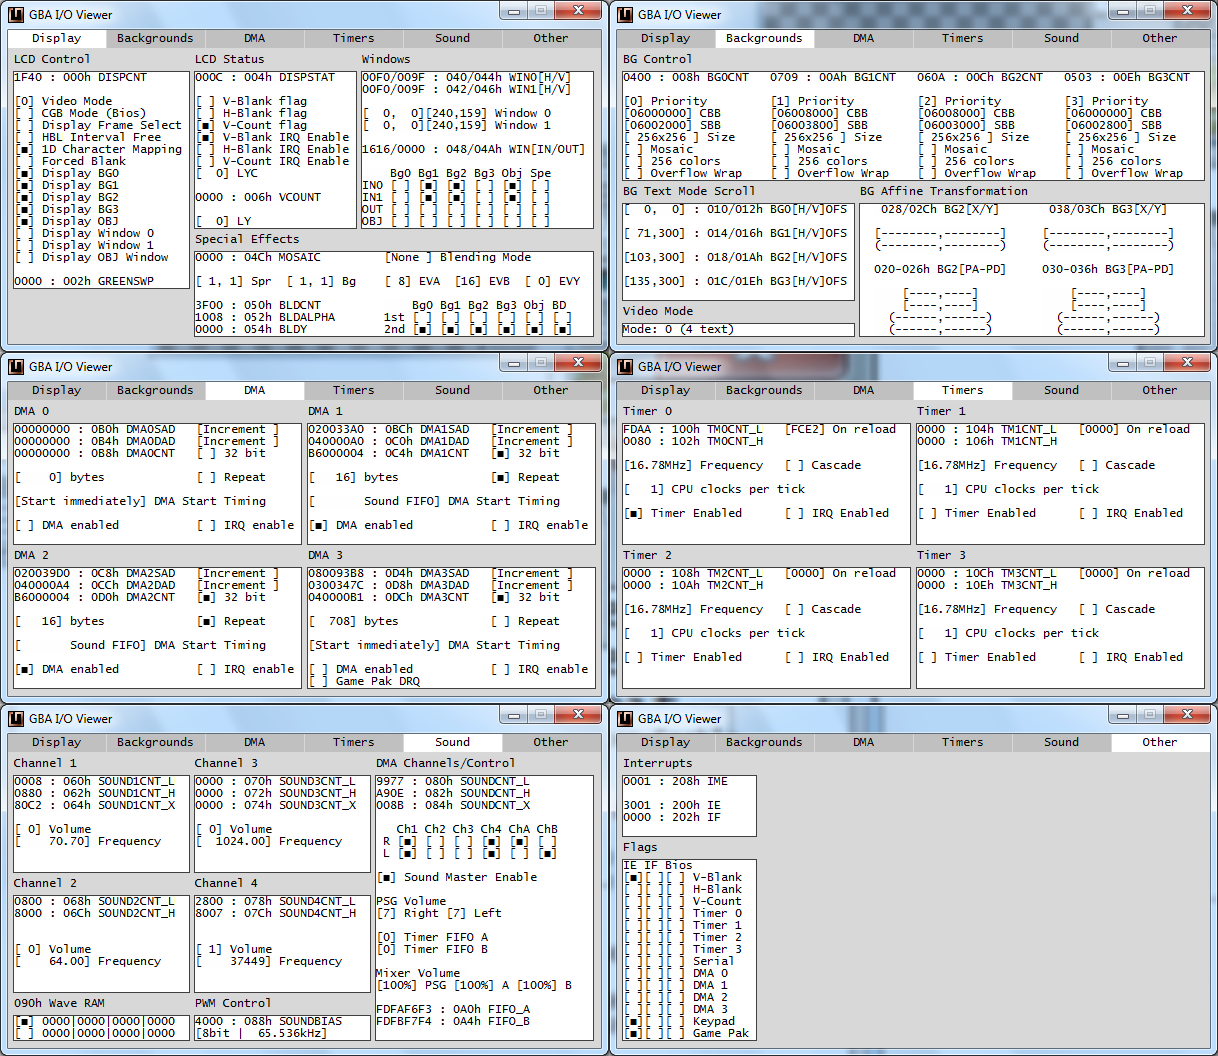 GBA I/O Viewer
Display Backgrounds DMA Timers Sound Other
LCD Control
1F40 : 000h DISPCNT
[0] Video Mode
[ ] CGB Mode (Bios)
[ ] Display Frame Select
[ ] HBL Interval Free
[■] 1D Character Mapping
[ ] Forced Blank
[■] Display BG0
[■] Display BG1
[■] Display BG2
[■] Display BG3
[■] Display OBJ
[ ] Display Window 0
[ ] Display Window 1
[ ] Display OBJ Window
0000 : 002h GREENSWP
LCD Status
000C : 004h DISPSTAT
[ ] V-Blank flag
[ ] H-Blank flag
[■] V-Count flag
[■] V-Blank IRQ Enable
[ ] H-Blank IRQ Enable
[ ] V-Count IRQ Enable
[ 0] LYC
0000 : 006h VCOUNT
[ 0] LY
Windows
00F0/009F : 040/044h WIN0[H/V]
00F0/009F : 042/046h WIN1[H/V]
[ 0, 0][240,159] Window 0
[ 0, 0][240,159] Window 1
1616/0000 : 048/04Ah WIN[IN/OUT]
Bg0 Bg1 Bg2 Bg3 Obj Spe
IN0 [ ] [■] [■] [ ] [■] [ ]
IN1 [ ] [■] [■] [ ] [■] [ ]
OUT [ ] [ ] [ ] [ ] [ ] [ ]
OBJ [ ] [ ] [ ] [ ] [ ] [ ]
Special Effects
0000 : 04Ch MOSAIC [None ] Blending Mode
[ 1, 1] Spr [ 1, 1] Bg [ 8] EVA [16] EVB [ 0] EVY
3F00 : 050h BLDCNT Bg0 Bg1 Bg2 Bg3 Obj BD
1008 : 052h BLDALPHA 1st [ ] [ ] [ ] [ ] [ ] [ ]
0000 : 054h BLDY 2nd [■] [■] [■] [■] [■] [■]
GBA I/O Viewer
Display Backgrounds DMA Timers Sound Other
BG Control
0400 : 008h BG0CNT 0709 : 00Ah BG1CNT 060A : 00Ch BG2CNT 0503 : 00Eh BG3CNT
[0] Priority [1] Priority [2] Priority [3] Priority
[06000000] CBB [06008000] CBB [06008000] CBB [06000000] CBB
[06002000] SBB [06003800] SBB [06003000] SBB [06002800] SBB
[ 256x256 ] Size [ 256x256 ] Size [ 256x256 ] Size [ 256x256 ] Size
[ ] Mosaic [ ] Mosaic [ ] Mosaic [ ] Mosaic
[ ] 256 colors [ ] 256 colors [ ] 256 colors [ ] 256 colors
[ ] Overflow Wrap [ ] Overflow Wrap [ ] Overflow Wrap [ ] Overflow Wrap
BG Text Mode Scroll
[ 0, 0] : 010/012h BG0[H/V]OFS
[ 71,300] : 014/016h BG1[H/V]OFS
[103,300] : 018/01Ah BG2[H/V]OFS
[135,300] : 01C/01Eh BG3[H/V]OFS
Video Mode
Mode: 0 (4 text)
BG Affine Transformation
028/02Ch BG2[X/Y] 038/03Ch BG3[X/Y]
[--------,--------] [--------,--------]
(--------,--------) (--------,--------)
020-026h BG2[PA-PD] 030-036h BG3[PA-PD]
[----,----] [----,----]
[----,----] [----,----]
(------,------) (------,------)
(------,------) (------,------)
GBA I/O Viewer
Display Backgrounds DMA Timers Sound Other
DMA 0
00000000 : 0B0h DMA0SAD [Increment ]
00000000 : 0B4h DMA0DAD [Increment ]
00000000 : 0B8h DMA0CNT [ ] 32 bit
[ 0] bytes [ ] Repeat
[Start immediately] DMA Start Timing
[ ] DMA enabled [ ] IRQ enable
DMA 1
020033A0 : 0BCh DMA1SAD [Increment ]
040000A0 : 0C0h DMA1DAD [Increment ]
B6000004 : 0C4h DMA1CNT [■] 32 bit
[ 16] bytes [■] Repeat
[ Sound FIFO] DMA Start Timing
[■] DMA enabled [ ] IRQ enable
DMA 2
020039D0 : 0C8h DMA2SAD [Increment ]
040000A4 : 0CCh DMA2DAD [Increment ]
B6000004 : 0D0h DMA2CNT [■] 32 bit
[ 16] bytes [■] Repeat
[ Sound FIFO] DMA Start Timing
[■] DMA enabled [ ] IRQ enable
DMA 3
080093B8 : 0D4h DMA3SAD [Increment ]
0300347C : 0D8h DMA3DAD [Increment ]
040000B1 : 0DCh DMA3CNT [■] 32 bit
[ 708] bytes [ ] Repeat
[Start immediately] DMA Start Timing
[ ] DMA enabled [ ] IRQ enable
[ ] Game Pak DRQ
GBA I/O Viewer
Display Backgrounds DMA Timers Sound Other
Timer 0
FDAA : 100h TM0CNT_L [FCE2] On reload
0080 : 102h TM0CNT_H
[16.78MHz] Frequency [ ] Cascade
[ 1] CPU clocks per tick
[■] Timer Enabled [ ] IRQ Enabled
Timer 1
0000 : 104h TM1CNT_L [0000] On reload
0000 : 106h TM1CNT_H
[16.78MHz] Frequency [ ] Cascade
[ 1] CPU clocks per tick
[ ] Timer Enabled [ ] IRQ Enabled
Timer 2
0000 : 108h TM2CNT_L [0000] On reload
0000 : 10Ah TM2CNT_H
[16.78MHz] Frequency [ ] Cascade
[ 1] CPU clocks per tick
[ ] Timer Enabled [ ] IRQ Enabled
Timer 3
0000 : 10Ch TM3CNT_L [0000] On reload
0000 : 10Eh TM3CNT_H
[16.78MHz] Frequency [ ] Cascade
[ 1] CPU clocks per tick
[ ] Timer Enabled [ ] IRQ Enabled
GBA I/O Viewer
Display Backgrounds DMA Timers Sound Other
Channel 1
0008 : 060h SOUND1CNT_L
0880 : 062h SOUND1CNT_H
80C2 : 064h SOUND1CNT_X
[ 0] Volume
[ 70.70] Frequency
Channel 3
0000 : 070h SOUND3CNT_L
0000 : 072h SOUND3CNT_H
0000 : 074h SOUND3CNT_X
[ 0] Volume
[ 1024.00] Frequency
Channel 2
0800 : 068h SOUND2CNT_L
8000 : 06Ch SOUND2CNT_H
[ 0] Volume
[ 64.00] Frequency
Channel 4
2800 : 078h SOUND4CNT_L
8007 : 07Ch SOUND4CNT_H
[ 1] Volume
[ 37449] Frequency
090h Wave RAM
[■] 0000|0000|0000|0000
[ ] 0000|0000|0000|0000
PWM Control
4000 : 088h SOUNDBIAS
[8bit | 65.536kHz]
DMA Channels/Control
9977 : 080h SOUNDCNT_L
A90E : 082h SOUNDCNT_H
008B : 084h SOUNDCNT_X
Ch1 Ch2 Ch3 Ch4 ChA ChB
R [■] [ ] [ ] [■] [■] [ ]
L [■] [ ] [ ] [■] [ ] [■]
[■] Sound Master Enable
PSG Volume
[7] Right [7] Left
[0] Timer FIFO A
[0] Timer FIFO B
Mixer Volume
[100%] PSG [100%] A [100%] B
FDFAF6F3 : 0A0h FIFO_A
FDFBF7F4 : 0A4h FIFO_B
GBA I/O Viewer
Display Backgrounds DMA Timers Sound Other
Interrupts
0001 : 208h IME
3001 : 200h IE
0000 : 202h IF
Flags
IE IF Bios
[■][ ][ ] V-Blank
[ ][ ][ ] H-Blank
[ ][ ][ ] V-Count
[ ][ ][ ] Timer 0
[ ][ ][ ] Timer 1
[ ][ ][ ] Timer 2
[ ][ ][ ] Timer 3
[ ][ ][ ] Serial
[ ][ ][ ] DMA 0
[ ][ ][ ] DMA 1
[ ][ ][ ] DMA 2
[ ][ ][ ] DMA 3
[■][ ][ ] Keypad
[■][ ][ ] Game Pak